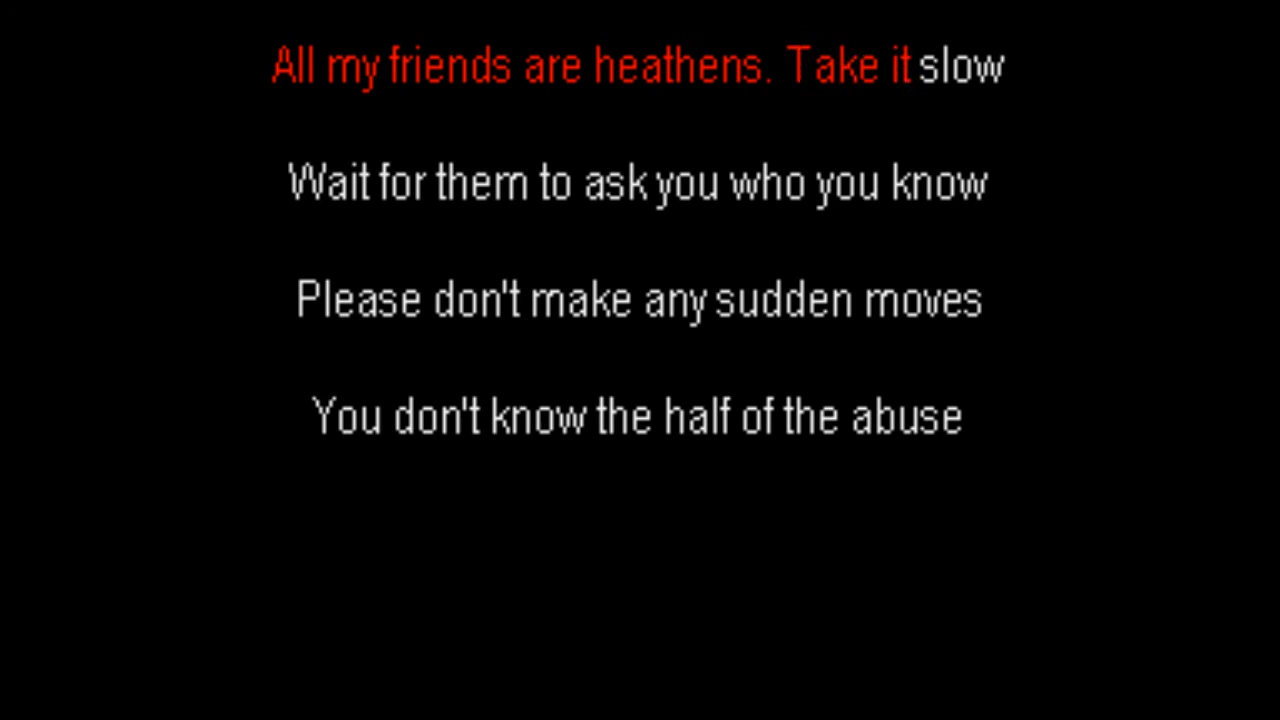 All my friends are heathens. Take it slow
Wait for them to ask you who you know
Please don't make any sudden moves
You don't know the half of the abuse